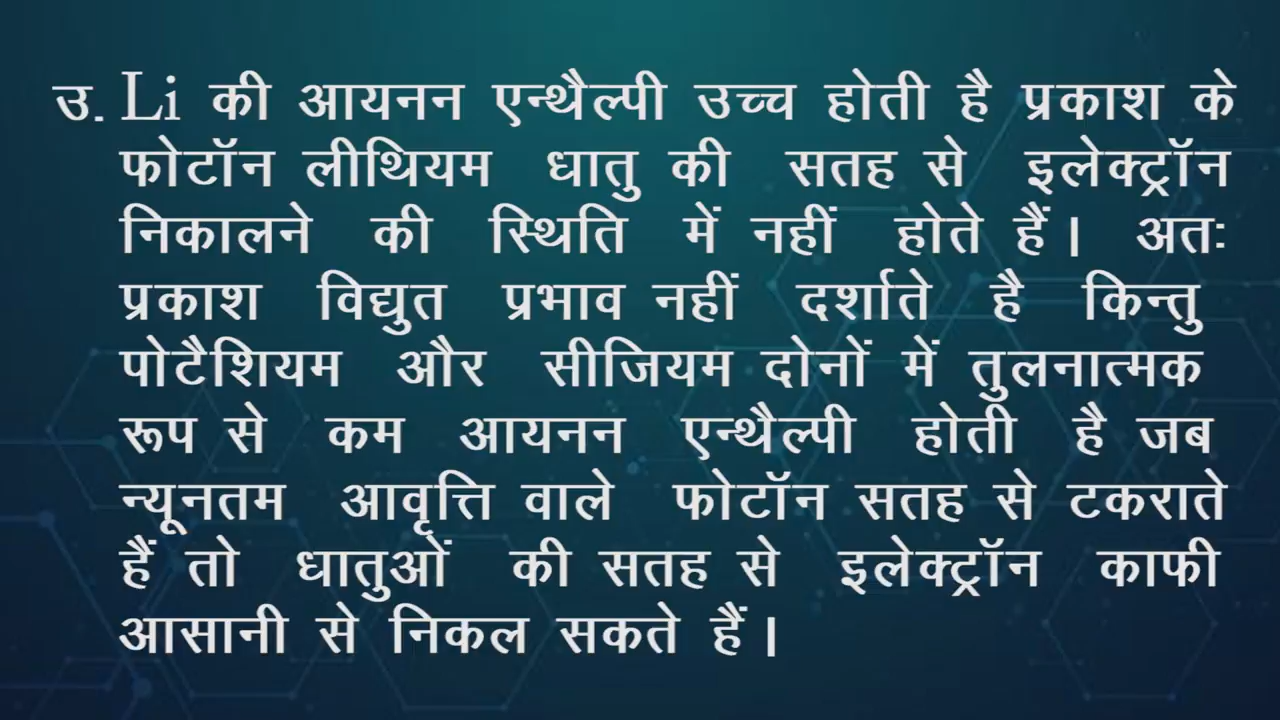 उ. Li की आयनन एन्थैल्पी उच्च होती है प्रकाश के
फोटॉन लीथियम धातु की सतह से इलेक्ट्रॉन
निकालने की स्थिति में नहीं होते हैं। अतः
प्रकाश विद्युत प्रभाव नहीं दर्शाते है किन्तु
पोटैशियम और सीजियम दोनों में तुलनात्मक
रूप से कम आयनन एन्थैल्पी होती है जब
न्यूनतम आवृत्ति वाले फोटॉन सतह से टकराते
हैं तो धातुओं की सतह से इलेक्ट्रॉन काफी
आसानी से निकल सकते हैं।